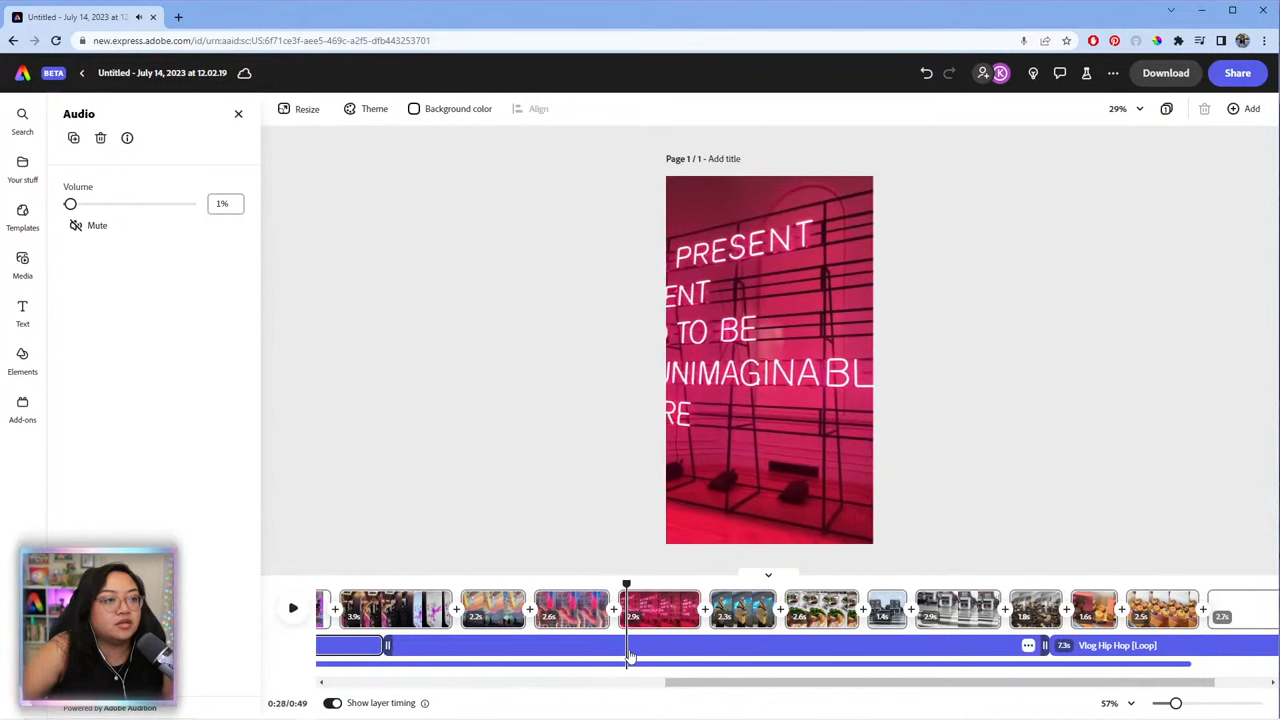 Untitled - July 14, 2023 at 12
new.express.adobe.com/id/urn:aaid:sc:US:6f71ce3f-aee5-469c-a2f5-dfb443253701
BETA
Untitled - July 14, 2023 at 12.02.19
K
Download
Share
Search
Your stuff
Templates
Media
Text
Elements
Add-ons
Audio
Volume
1%
Mute
Resize
Theme
Background color
Align
29%
1
Add
Page 1 / 1 - Add title
PRESENT
ENT
TO BE
UNIMAGINABL
RE
3.9s
2.2s
2.6s
2.9s
2.3s
2.6s
1.4s
2.9s
1.8s
1.6s
2.5s
2.7s
7.3s
Vlog Hip Hop [Loop]
Powered by Adobe Audition
0:28/0:49
Show layer timing
57%